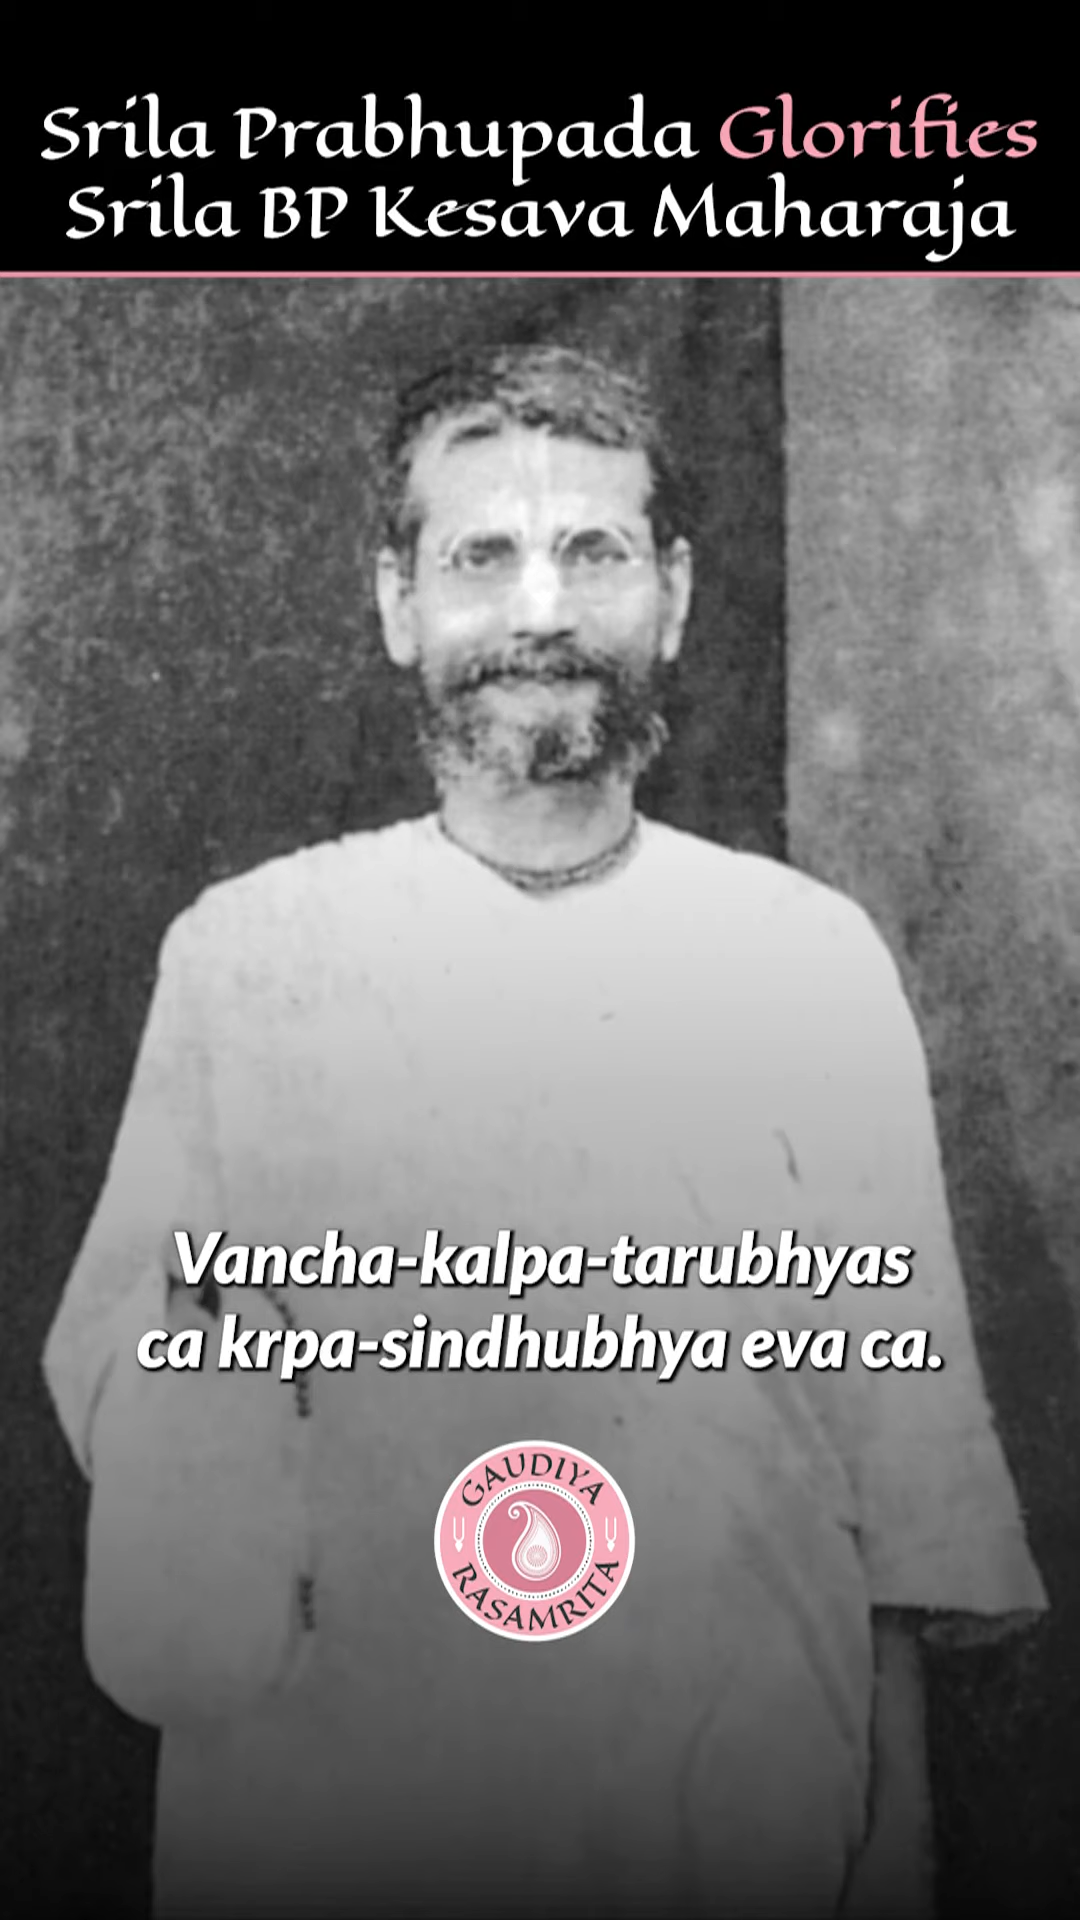 Srila Prabhupada Glorifies
Srila BP Kesava Maharaja
Vancha-kalpa-tarubhyas
ca krpa-sindhubhya eva ca.
GAUDIYA
RASAMRITA